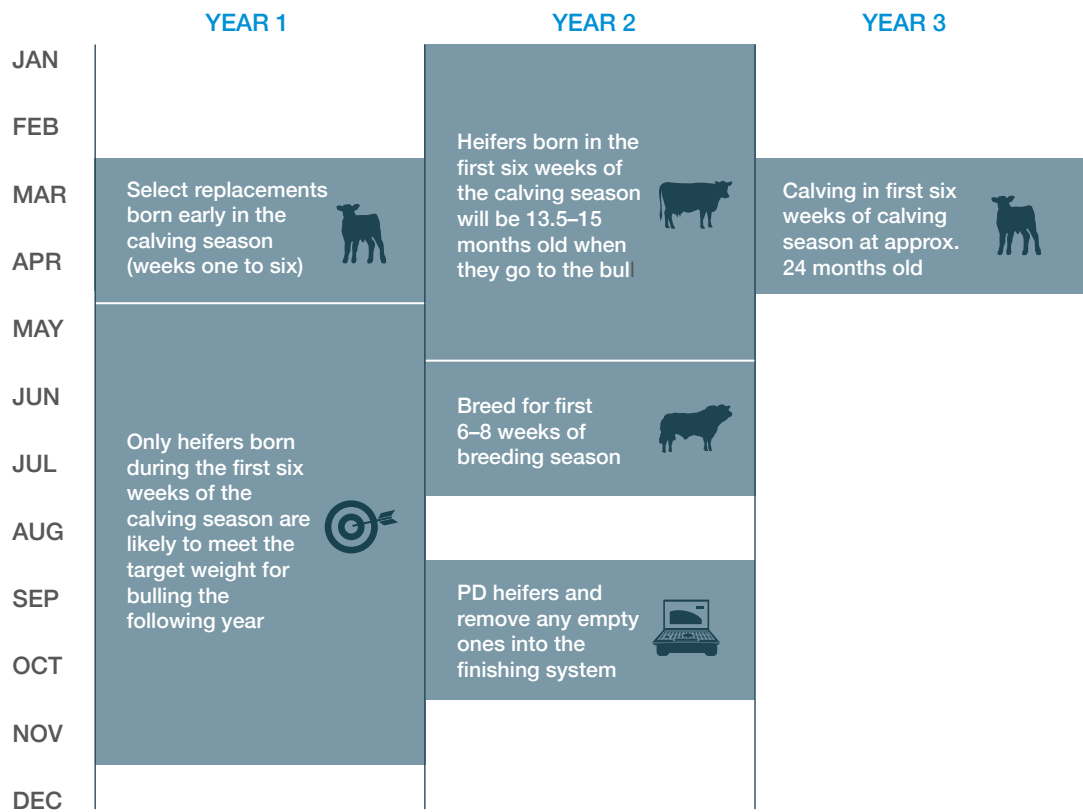 YEAR 1
YEAR 2
YEAR 3
JAN
FEB
MAR
APR
MAY
JUN
JUL
AUG
SEP
OCT
NOV
DEC
Select replacements
born early in the
calving season
(weeks one to six)
Only heifers born
during the first six
weeks of the
calving season are
likely to meet the
target weight for
bulling the
following year
Heifers born in the
first six weeks of
the calving season
will be 13.5–15
months old when
they go to the bull
Breed for first
6–8 weeks of
breeding season
PD heifers and
remove any empty
ones into the
finishing system
Calving in first six
weeks of calving
season at approx.
24 months old